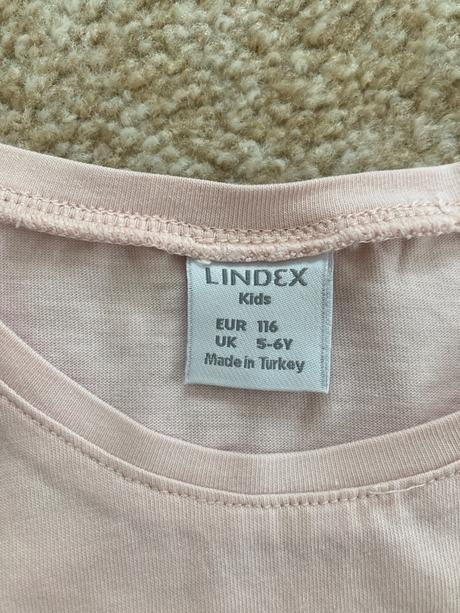 LINDEX
Kids
EUR 116
UK 5-6Y
Made in Turkey